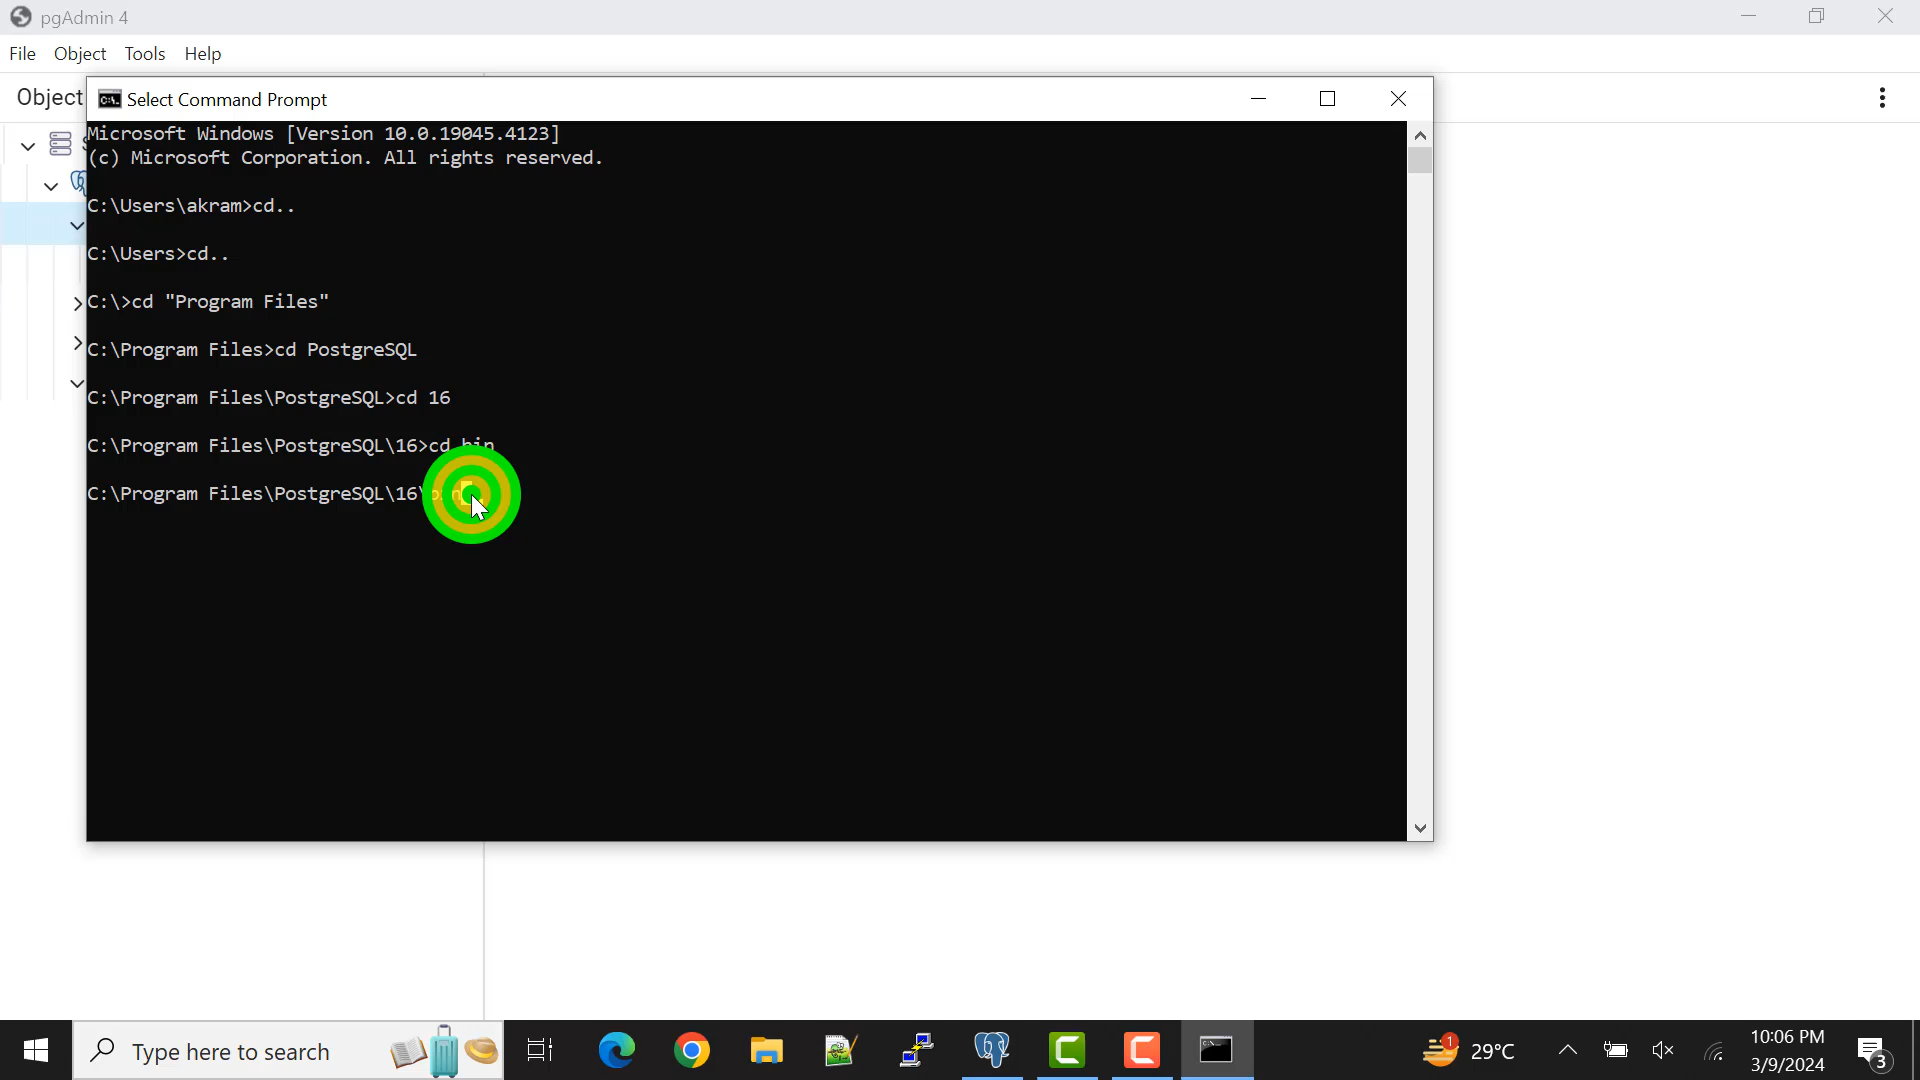 pgAdmin 4
File Object Tools Help
Object
Select Command Prompt
Microsoft Windows [Version 10.0.19045.4123]
(c) Microsoft Corporation. All rights reserved.
C:\Users\akram>cd..
C:\Users>cd..
C:\>cd "Program Files"
C:\Program Files>cd PostgreSQL
C:\Program Files\PostgreSQL>cd 16
C:\Program Files\PostgreSQL\16>cd bin
C:\Program Files\PostgreSQL\16\bin
Type here to search
1
29°C
10:06 PM
3/9/2024
3